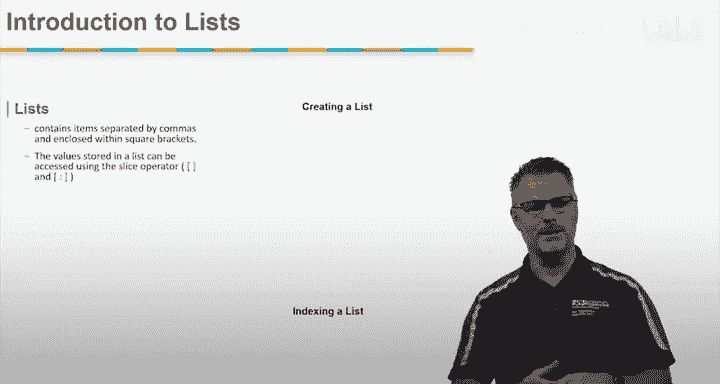 Introduction to Lists
Lists
– contains items separated by commas
and enclosed within square brackets.
– The values stored in a list can be
accessed using the slice operator ( [ ]
and [ : ] )
Creating a List
Indexing a List